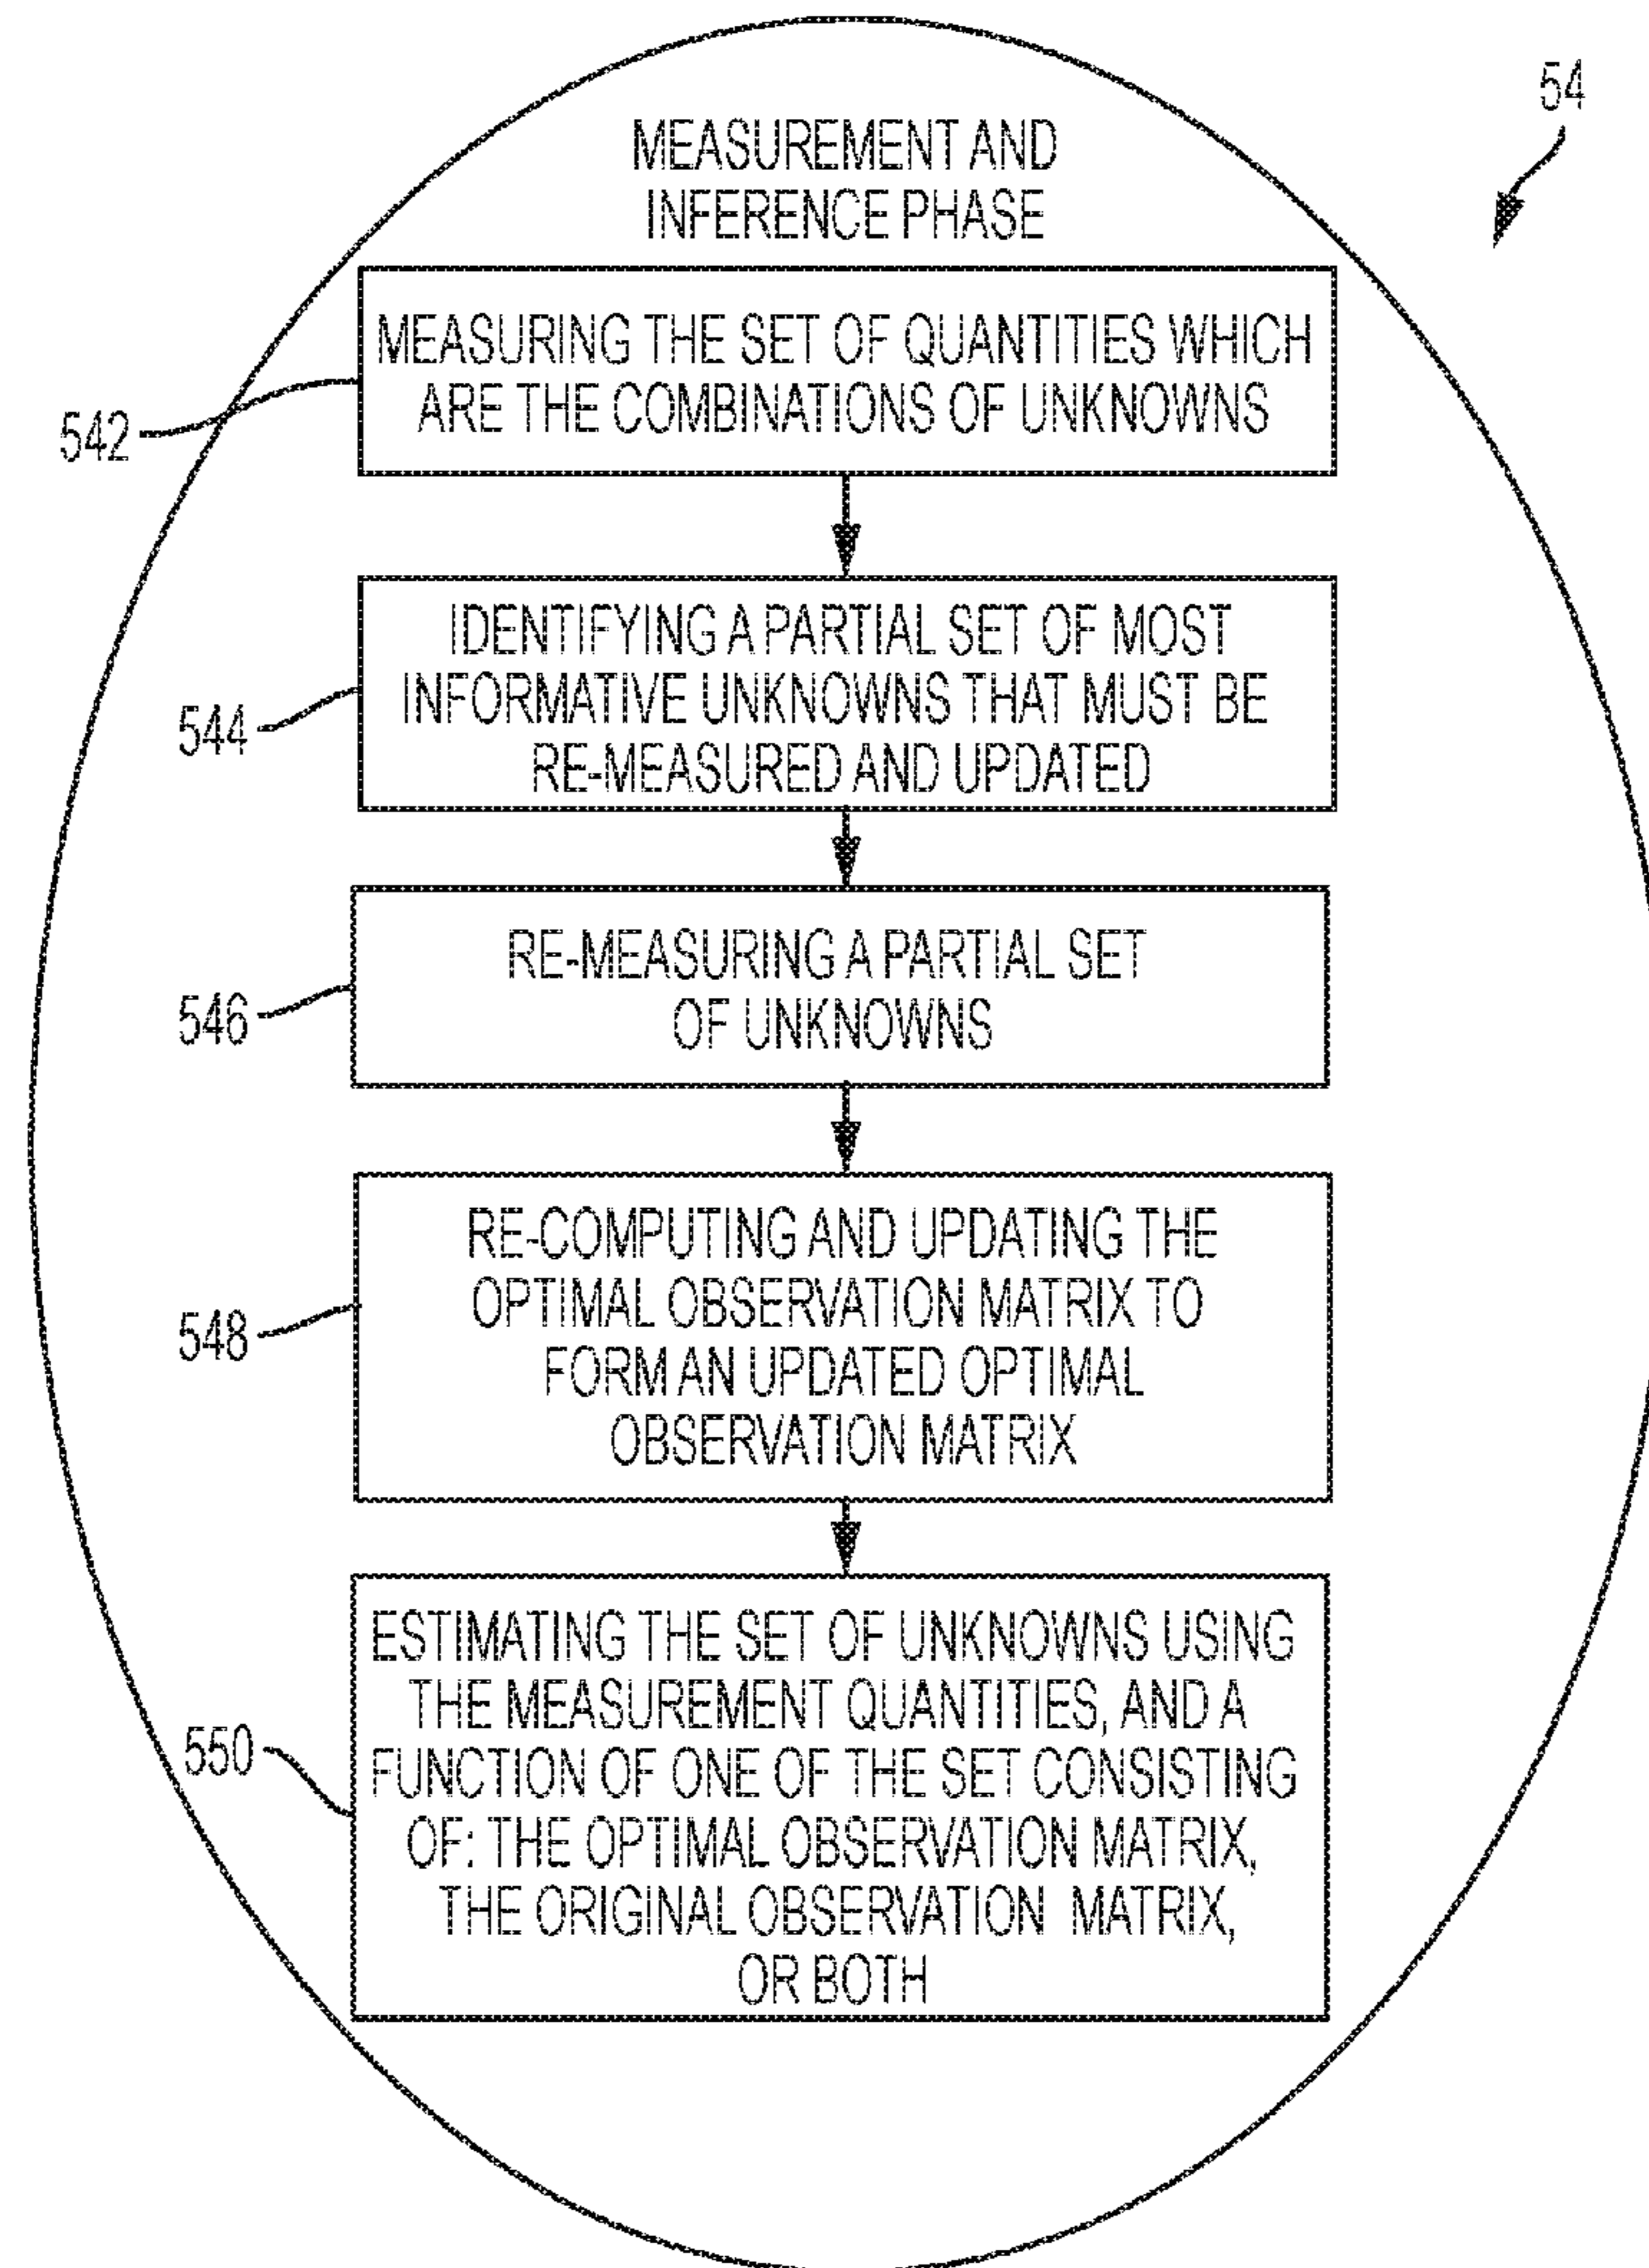 54
MEASUREMENT AND
INFERENCE PHASE
MEASURING THE SET OF QUANTITIES WHICH
ARE THE COMBINATIONS OF UNKNOWNS
542
IDENTIFYING A PARTIAL SET OF MOST
INFORMATIVE UNKNOWNS THAT MUST BE
RE-MEASURED AND UPDATED
544
RE-MEASURING A PARTIAL SET
OF UNKNOWNS
546
RE-COMPUTING AND UPDATING THE
OPTIMAL OBSERVATION MATRIX TO
FORM AN UPDATED OPTIMAL
OBSERVATION MATRIX
548
ESTIMATING THE SET OF UNKNOWNS USING
THE MEASUREMENT QUANTITIES, AND A
FUNCTION OF ONE OF THE SET CONSISTING
OF: THE OPTIMAL OBSERVATION MATRIX,
THE ORIGINAL OBSERVATION MATRIX,
OR BOTH
550